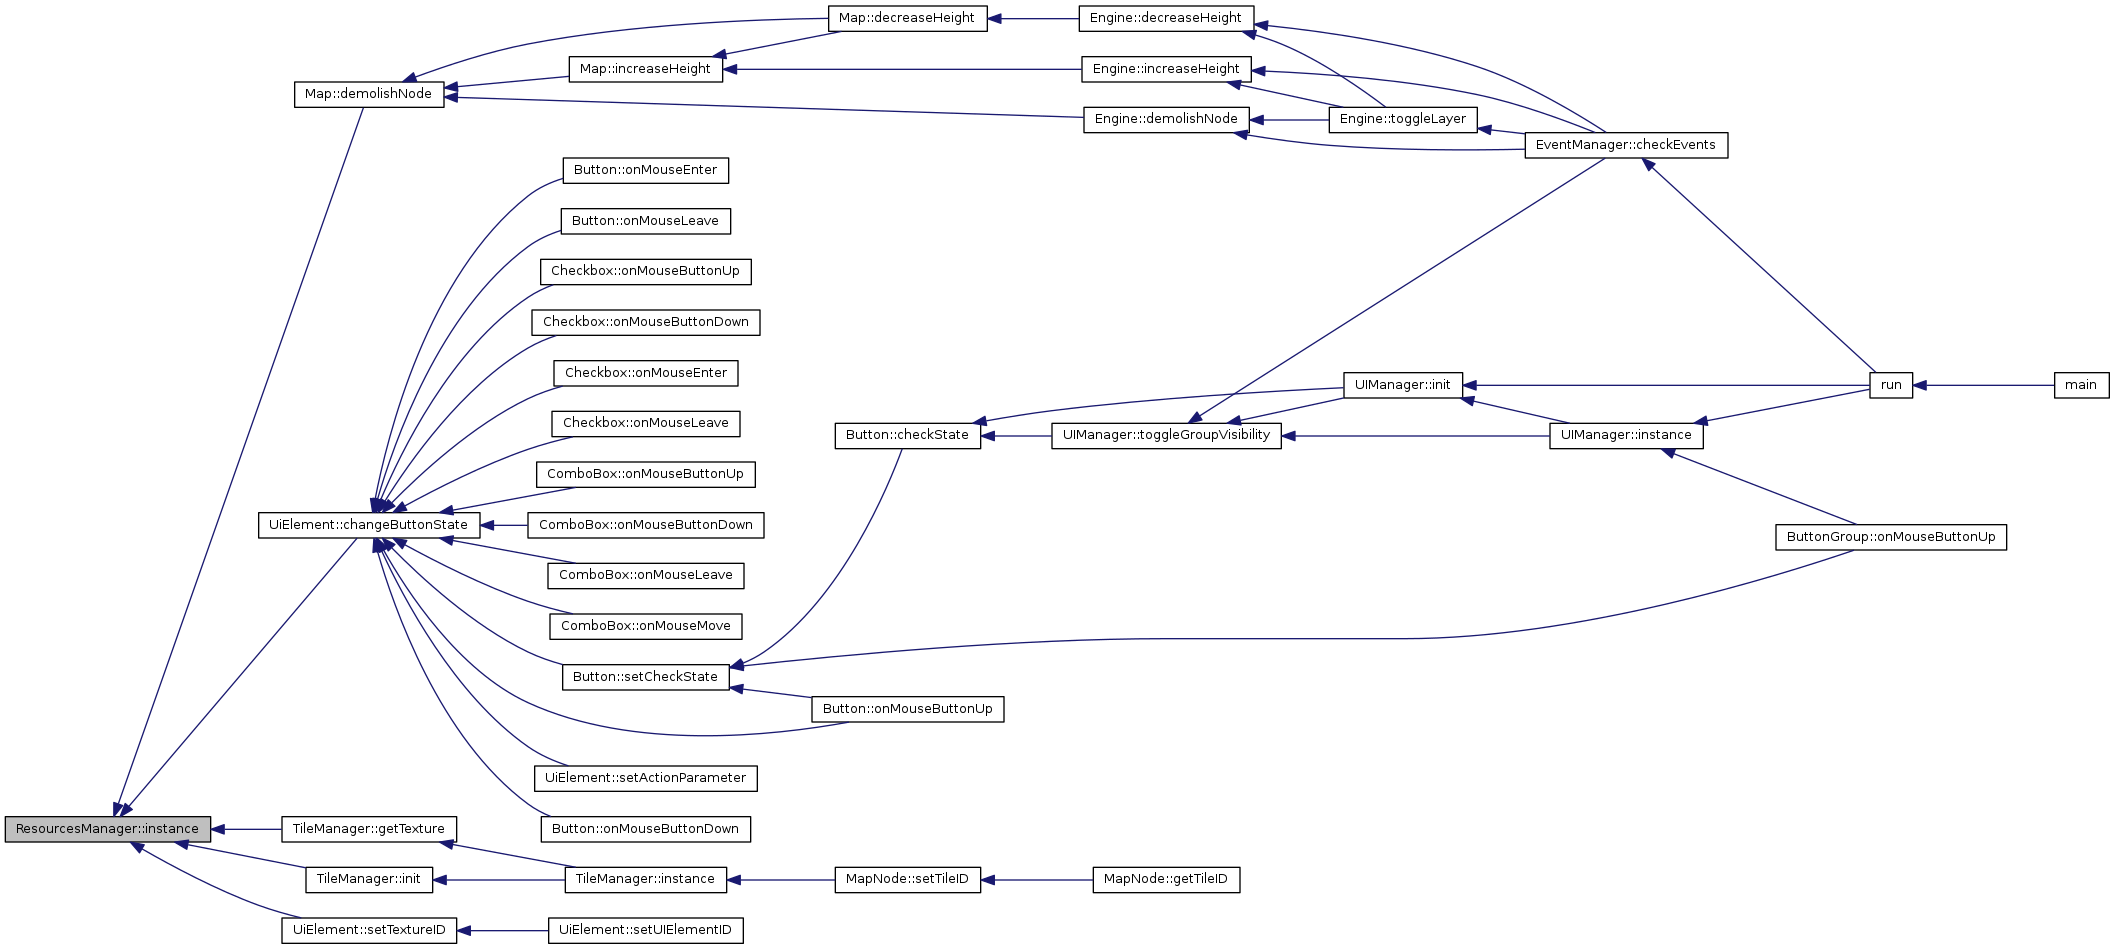 Map::decreaseHeight
Engine::decreaseHeight
Map::increaseHeight
Engine::increaseHeight
Map::demolishNode
Engine::demolishNode
Engine::toggleLayer
EventManager::checkEvents
Button::onMouseEnter
Button::onMouseLeave
Checkbox::onMouseButtonUp
Checkbox::onMouseButtonDown
Checkbox::onMouseEnter
UIManager::init
run
main
Checkbox::onMouseLeave
Button::checkState
UIManager::toggleGroupVisibility
UIManager::instance
ComboBox::onMouseButtonUp
UiElement::changeButtonState
ComboBox::onMouseButtonDown
ButtonGroup::onMouseButtonUp
ComboBox::onMouseLeave
ComboBox::onMouseMove
Button::setCheckState
Button::onMouseButtonUp
UiElement::setActionParameter
ResourcesManager::instance
TileManager::getTexture
Button::onMouseButtonDown
TileManager::init
TileManager::instance
MapNode::setTileID
MapNode::getTileID
UiElement::setTextureID
UiElement::setUIElementID